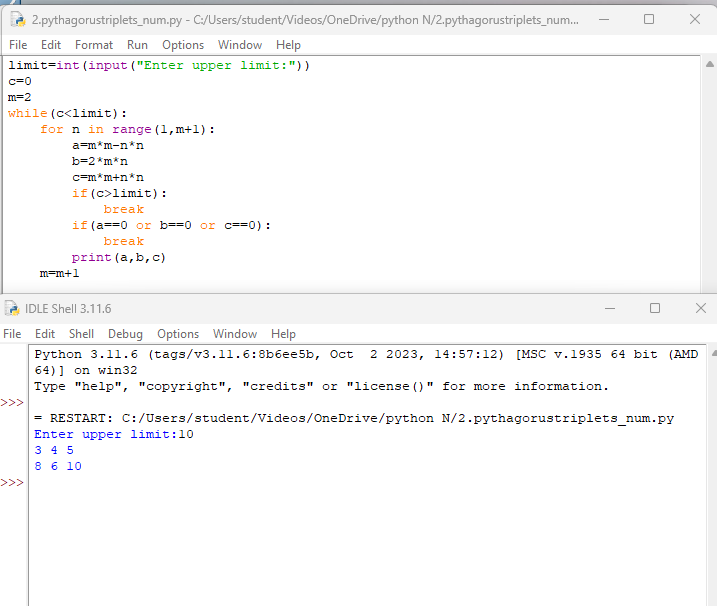 2.pythagorustriplets_num.py - C:/Users/student/Videos/OneDrive/python N/2.pythagorustriplets_num...
File Edit Format Run Options Window Help
limit=int(input("Enter upper limit:"))
c=0
m=2
while(c<limit):
    for n in range(1,m+1):
        a=m*m-n*n
        b=2*m*n
        c=m*m+n*n
        if(c>limit):
            break
        if(a==0 or b==0 or c==0):
            break
        print(a,b,c)
    m=m+1
IDLE Shell 3.11.6
File Edit Shell Debug Options Window Help
Python 3.11.6 (tags/v3.11.6:8b6ee5b, Oct  2 2023, 14:57:12) [MSC v.1935 64 bit (AMD
64)] on win32
Type "help", "copyright", "credits" or "license()" for more information.
>>>
= RESTART: C:/Users/student/Videos/OneDrive/python N/2.pythagorustriplets_num.py
Enter upper limit:10
3 4 5
8 6 10
>>>